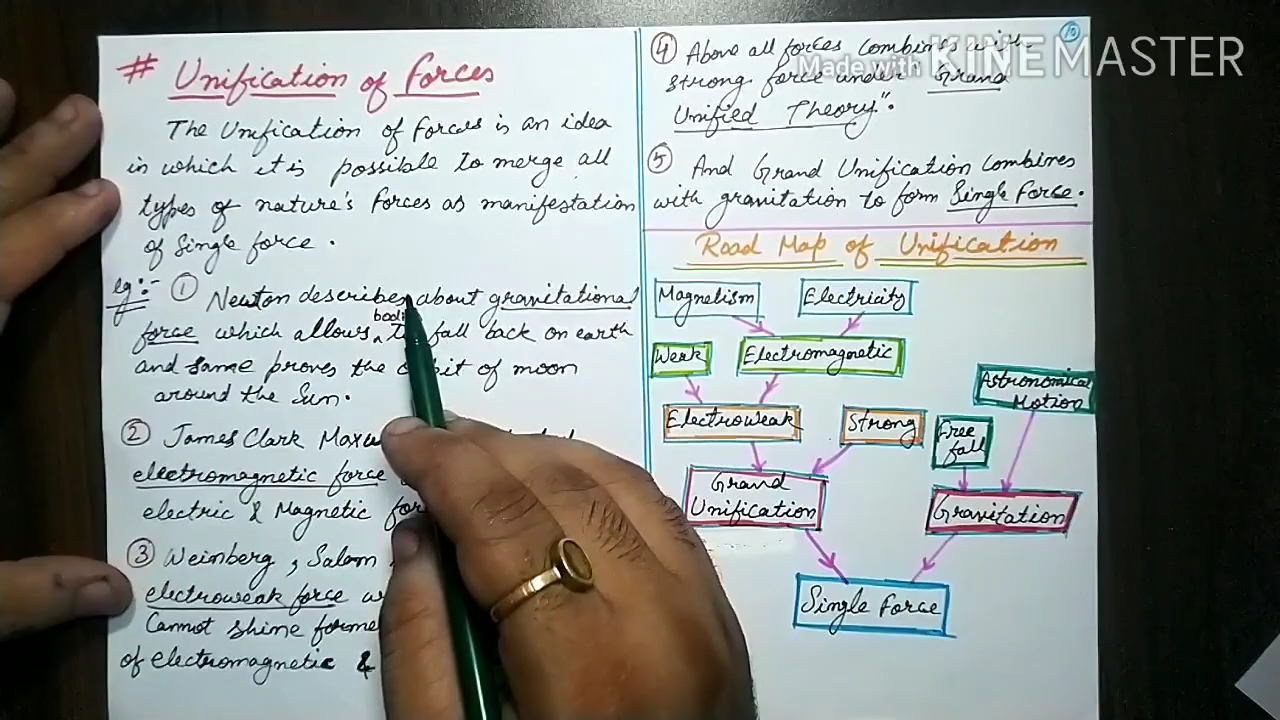 # Unification of forces
The Unification of forces is an idea
in which it is possible to merge all
types of nature's forces as manifestation
of Single force.
eg:- ① Newton describes about gravitational
bodi
force which allows to fall back on earth
and same proves the orbit of moon
around the Sun.
② James Clark
electromagnetic force
electric & Magnetic
③ Weinberg, Salam
electroweak force
Cannot shine
of electromagnetic &
10
④ Above all forces combines with
strong force under "Grand
Unified Theory".
⑤ And Grand Unification Combines
with gravitation to form Single Force.
Road Map of Unification
Magnetism
Electricity
Weak
Electromagnetic
Astronomical
Motion
Electroweak
Strong
Free
fall
Grand
Unification
Gravitation
Single Force
Made with KINEMASTER